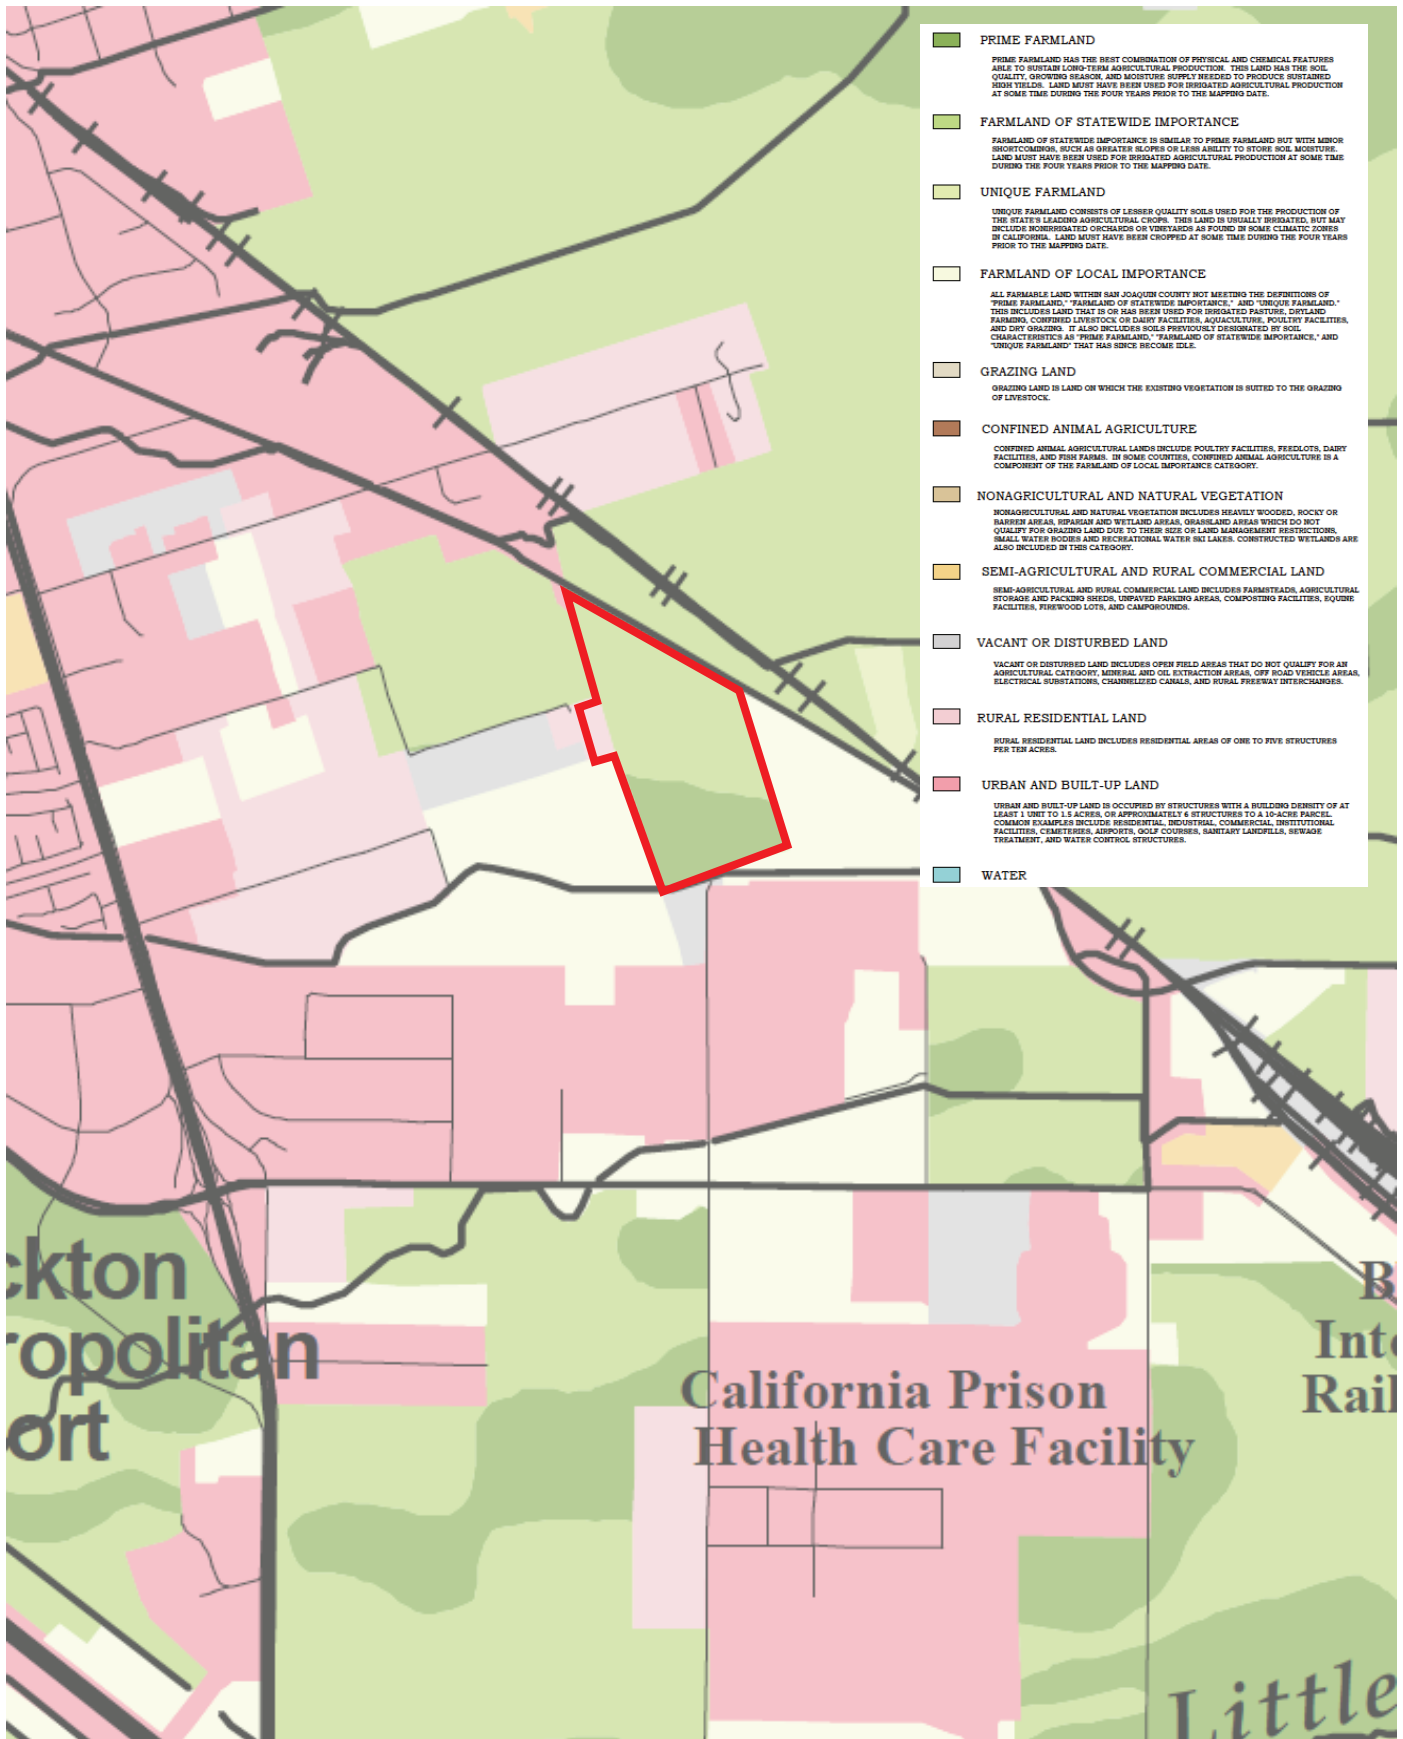 PRIME FARMLAND
PRIME FARMLAND HAS THE BEST COMBINATION OF PHYSICAL AND CHEMICAL FEATURES
ABLE TO SUSTAIN LONG-TERM AGRICULTURAL PRODUCTION. THIS LAND HAS THE SOIL
QUALITY, GROWING SEASON, AND MOISTURE SUPPLY NEEDED TO PRODUCE SUSTAINED
HIGH YIELDS. LAND MUST HAVE BEEN USED FOR IRRIGATED AGRICULTURAL PRODUCTION
AT SOME TIME DURING THE FOUR YEARS PRIOR TO THE MAPPING DATE.
FARMLAND OF STATEWIDE IMPORTANCE
FARMLAND OF STATEWIDE IMPORTANCE IS SIMILAR TO PRIME FARMLAND BUT WITH MINOR
SHORTCOMINGS, SUCH AS GREATER SLOPES OR LESS ABILITY TO STORE SOIL MOISTURE.
LAND MUST HAVE BEEN USED FOR IRRIGATED AGRICULTURAL PRODUCTION AT SOME TIME
DURING THE FOUR YEARS PRIOR TO THE MAPPING DATE.
UNIQUE FARMLAND
UNIQUE FARMLAND CONSISTS OF LESSER QUALITY SOILS USED FOR THE PRODUCTION OF
THE STATE'S LEADING AGRICULTURAL CROPS. THIS LAND IS USUALLY IRRIGATED, BUT MAY
INCLUDE NONIRRIGATED ORCHARDS OR VINEYARDS AS FOUND IN SOME CLIMATIC ZONES
IN CALIFORNIA. LAND MUST HAVE BEEN CROPPED AT SOME TIME DURING THE FOUR YEARS
PRIOR TO THE MAPPING DATE.
FARMLAND OF LOCAL IMPORTANCE
ALL FARMABLE LAND WITHIN SAN JOAQUIN COUNTY NOT MEETING THE DEFINITIONS OF
"PRIME FARMLAND," "FARMLAND OF STATEWIDE IMPORTANCE," AND "UNIQUE FARMLAND."
THIS INCLUDES LAND THAT IS OR HAS BEEN USED FOR IRRIGATED PASTURE, DRYLAND
FARMING, CONFINED LIVESTOCK OR DAIRY FACILITIES, AQUACULTURE, POULTRY FACILITIES,
AND DRY GRAZING. IT ALSO INCLUDES SOILS PREVIOUSLY DESIGNATED BY SOIL
CHARACTERISTICS AS "PRIME FARMLAND," "FARMLAND OF STATEWIDE IMPORTANCE," AND
"UNIQUE FARMLAND" THAT HAS SINCE BECOME IDLE.
GRAZING LAND
GRAZING LAND IS LAND ON WHICH THE EXISTING VEGETATION IS SUITED TO THE GRAZING
OF LIVESTOCK.
CONFINED ANIMAL AGRICULTURE
CONFINED ANIMAL AGRICULTURAL LANDS INCLUDE POULTRY FACILITIES, FEEDLOTS, DAIRY
FACILITIES, AND FISH FARMS. IN SOME COUNTIES, CONFINED ANIMAL AGRICULTURE IS A
COMPONENT OF THE FARMLAND OF LOCAL IMPORTANCE CATEGORY.
NONAGRICULTURAL AND NATURAL VEGETATION
NONAGRICULTURAL AND NATURAL VEGETATION INCLUDES HEAVILY WOODED, ROCKY OR
BARREN AREAS, RIPARIAN AND WETLAND AREAS, GRASSLAND AREAS WHICH DO NOT
QUALIFY FOR GRAZING LAND DUE TO THEIR SIZE OR LAND MANAGEMENT RESTRICTIONS,
SMALL WATER BODIES AND RECREATIONAL WATER SKI LAKES. CONSTRUCTED WETLANDS ARE
ALSO INCLUDED IN THIS CATEGORY.
SEMI-AGRICULTURAL AND RURAL COMMERCIAL LAND
SEMI-AGRICULTURAL AND RURAL COMMERCIAL LAND INCLUDES FARMSTEADS, AGRICULTURAL
STORAGE AND PACKING SHEDS, UNPAVED PARKING AREAS, COMPOSTING FACILITIES, EQUINE
FACILITIES, FIREWOOD LOTS, AND CAMPGROUNDS.
VACANT OR DISTURBED LAND
VACANT OR DISTURBED LAND INCLUDES OPEN FIELD AREAS THAT DO NOT QUALIFY FOR AN
AGRICULTURAL CATEGORY, MINERAL AND OIL EXTRACTION AREAS, OFF ROAD VEHICLE AREAS,
ELECTRICAL SUBSTATIONS, CHANNELIZED CANALS, AND RURAL FREEWAY INTERCHANGES.
RURAL RESIDENTIAL LAND
RURAL RESIDENTIAL LAND INCLUDES RESIDENTIAL AREAS OF ONE TO FIVE STRUCTURES
PER TEN ACRES.
URBAN AND BUILT-UP LAND
URBAN AND BUILT-UP LAND IS OCCUPIED BY STRUCTURES WITH A BUILDING DENSITY OF AT
LEAST 1 UNIT TO 1.5 ACRES, OR APPROXIMATELY 6 STRUCTURES TO A 10-ACRE PARCEL.
COMMON EXAMPLES INCLUDE RESIDENTIAL, INDUSTRIAL, COMMERCIAL, INSTITUTIONAL
FACILITIES, CEMETERIES, AIRPORTS, GOLF COURSES, SANITARY LANDFILLS, SEWAGE
TREATMENT, AND WATER CONTROL STRUCTURES.
WATER
ckton
ropolitan
ort
California Prison
Health Care Facility
B
Inte
Rail
Little